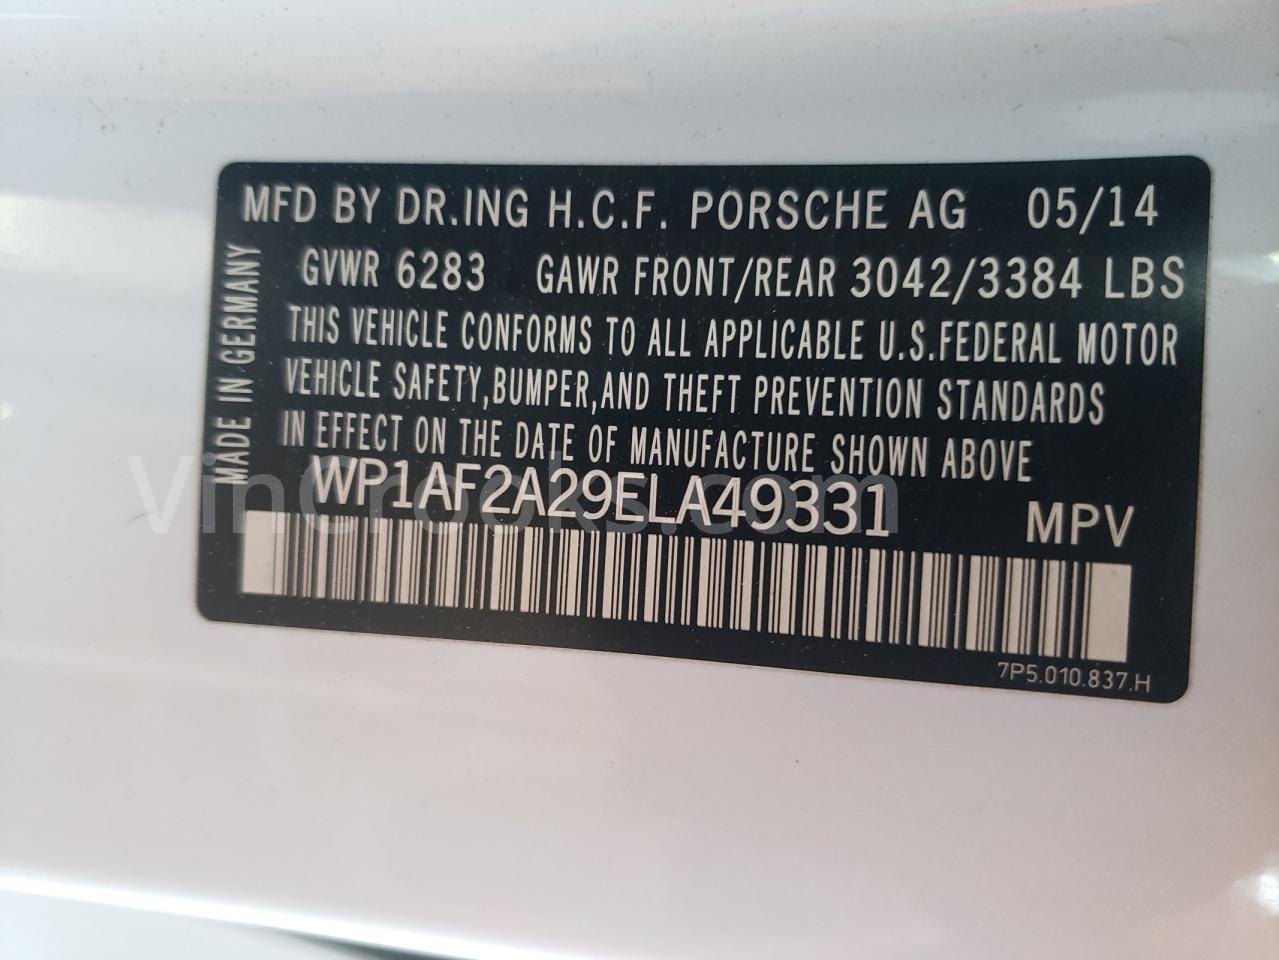 MFD BY DR.ING H.C.F. PORSCHE AG 05/14
MADE IN GERMANY
GVWR 6283 GAWR FRONT/REAR 3042/3384 LBS
THIS VEHICLE CONFORMS TO ALL APPLICABLE U.S.FEDERAL MOTOR
VEHICLE SAFETY,BUMPER,AND THEFT PREVENTION STANDARDS
IN EFFECT ON THE DATE OF MANUFACTURE SHOWN ABOVE
WP1AF2A29ELA49331 MPV
VinCrooks.com
7P5.010.837.H